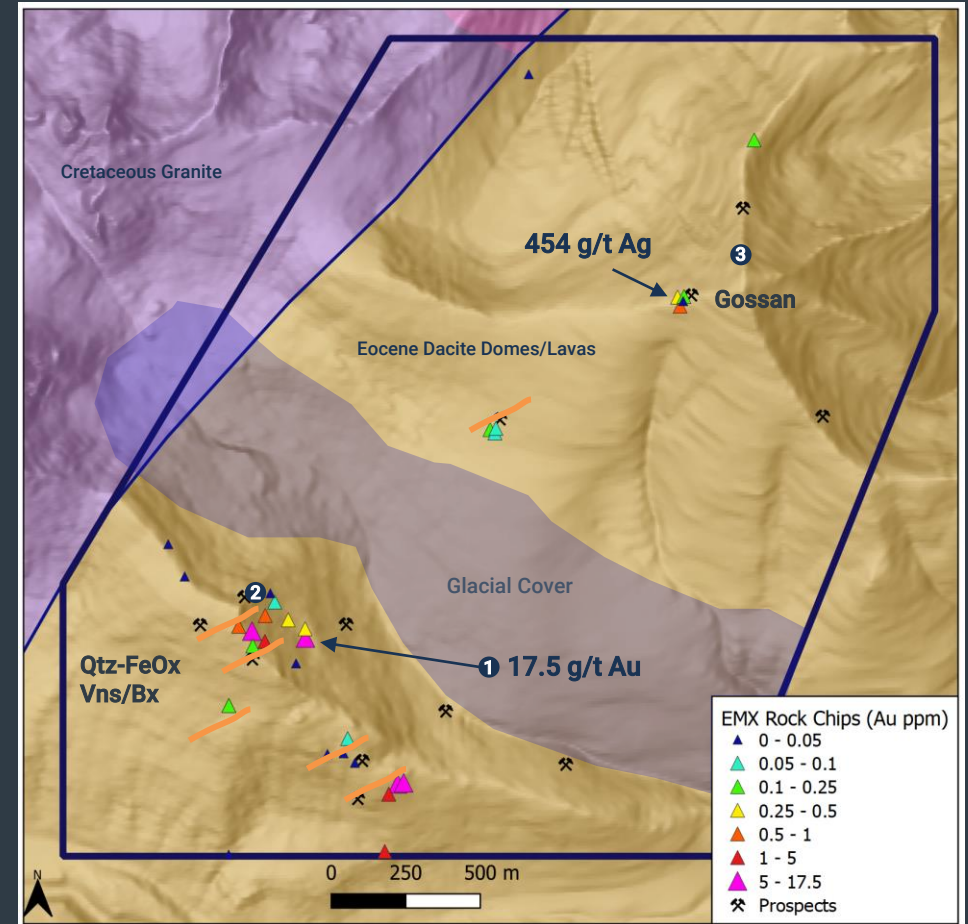 Cretaceous Granite
454 g/t Ag
3
Gossan
Eocene Dacite Domes/Lavas
Glacial Cover
2
1 17.5 g/t Au
Qtz-FeOx
Vns/Bx
EMX Rock Chips (Au ppm)
0 - 0.05
0.05 - 0.1
0.1 - 0.25
0.25 - 0.5
0.5 - 1
1 - 5
5 - 17.5
Prospects
N
0 250 500 m